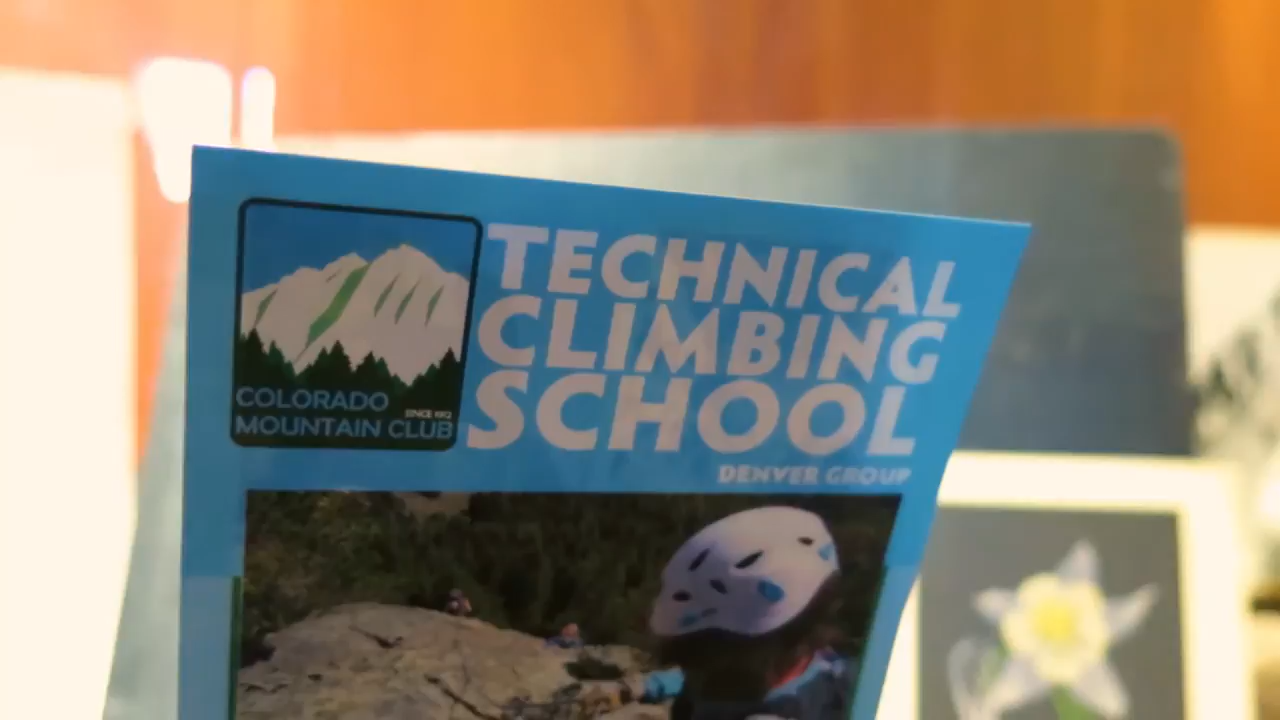 TECHNICAL
CLIMBING
SCHOOL
DENVER GROUP
COLORADO
MOUNTAIN CLUB
SINCE 1912